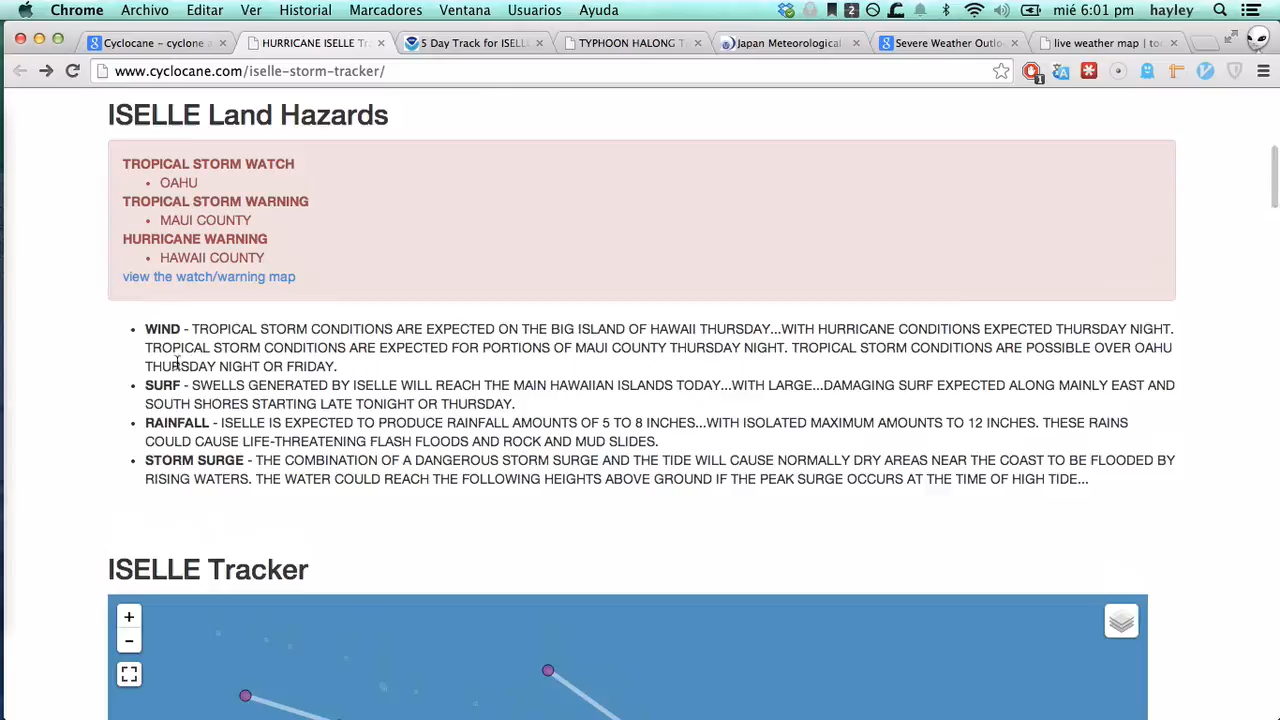 Chrome Archivo Editar Ver Historial Marcadores Ventana Usuarios Ayuda 2 mié 6:01 pm hayley
Cyclocane - cyclone a HURRICANE ISELLE Tr 5 Day Track for ISELL TYPHOON HALONG T Japan Meteorological Severe Weather Outlo live weather map | to
www.cyclocane.com/iselle-storm-tracker/ 1
ISELLE Land Hazards
TROPICAL STORM WATCH
• OAHU
TROPICAL STORM WARNING
• MAUI COUNTY
HURRICANE WARNING
• HAWAII COUNTY
view the watch/warning map
• WIND - TROPICAL STORM CONDITIONS ARE EXPECTED ON THE BIG ISLAND OF HAWAII THURSDAY...WITH HURRICANE CONDITIONS EXPECTED THURSDAY NIGHT.
TROPICAL STORM CONDITIONS ARE EXPECTED FOR PORTIONS OF MAUI COUNTY THURSDAY NIGHT. TROPICAL STORM CONDITIONS ARE POSSIBLE OVER OAHU
THURSDAY NIGHT OR FRIDAY.
• SURF - SWELLS GENERATED BY ISELLE WILL REACH THE MAIN HAWAIIAN ISLANDS TODAY...WITH LARGE...DAMAGING SURF EXPECTED ALONG MAINLY EAST AND
SOUTH SHORES STARTING LATE TONIGHT OR THURSDAY.
• RAINFALL - ISELLE IS EXPECTED TO PRODUCE RAINFALL AMOUNTS OF 5 TO 8 INCHES...WITH ISOLATED MAXIMUM AMOUNTS TO 12 INCHES. THESE RAINS
COULD CAUSE LIFE-THREATENING FLASH FLOODS AND ROCK AND MUD SLIDES.
• STORM SURGE - THE COMBINATION OF A DANGEROUS STORM SURGE AND THE TIDE WILL CAUSE NORMALLY DRY AREAS NEAR THE COAST TO BE FLOODED BY
RISING WATERS. THE WATER COULD REACH THE FOLLOWING HEIGHTS ABOVE GROUND IF THE PEAK SURGE OCCURS AT THE TIME OF HIGH TIDE...
ISELLE Tracker
+
-